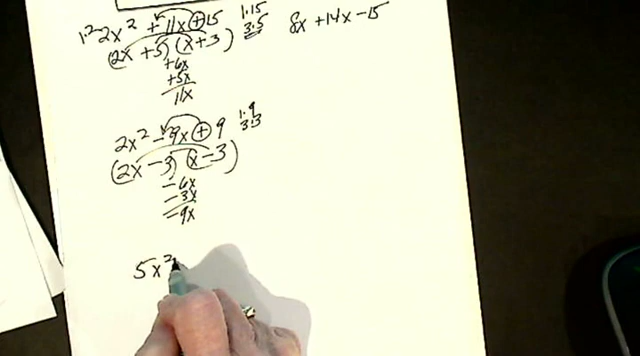 1·2 2x² + 11x + 15 1·15 3·5
(2x + 5)(x + 3)
+6x
+5x
11x
8x + 14x - 15
2x² - 9x + 9 1·9 3·3
(2x - 3)(x - 3)
-6x
-3x
-9x
5x²